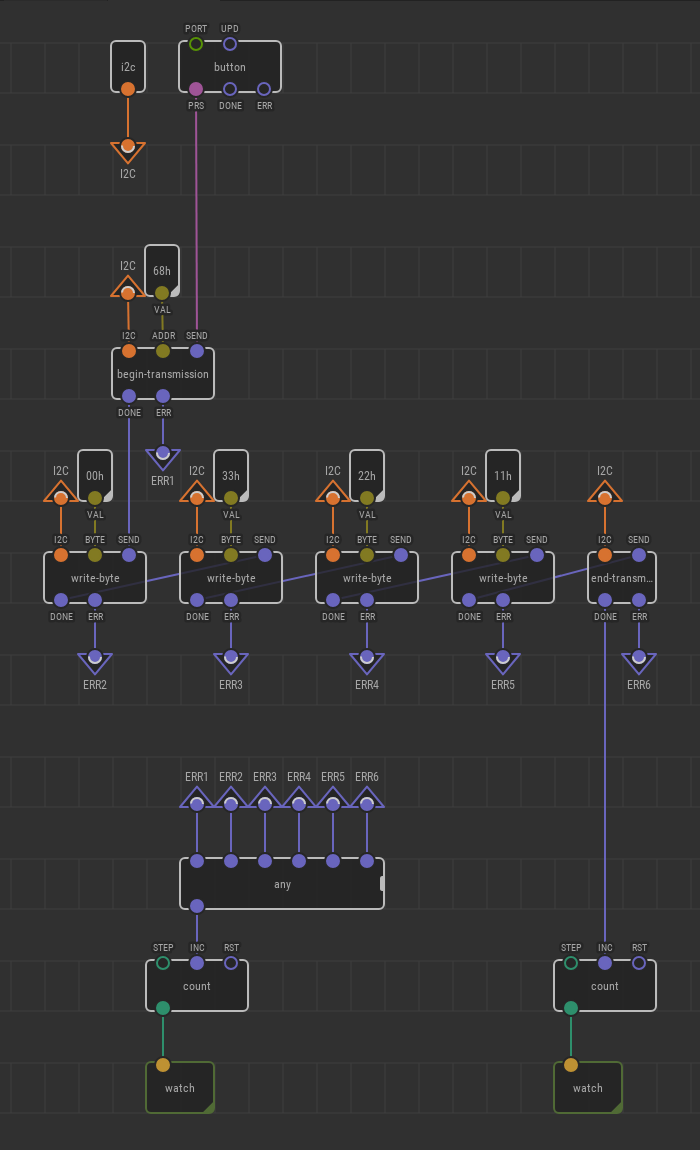 PORT UPD
i2c button
PRS DONE ERR
I2C
I2C 68h
VAL
I2C ADDR SEND
begin-transmission
DONE ERR
ERR1
I2C 00h I2C 33h I2C 22h I2C 11h I2C
VAL VAL VAL VAL
I2C BYTE SEND I2C BYTE SEND I2C BYTE SEND I2C BYTE SEND I2C SEND
write-byte write-byte write-byte write-byte end-transm...
DONE ERR DONE ERR DONE ERR DONE ERR DONE ERR
ERR2 ERR3 ERR4 ERR5 ERR6
ERR1 ERR2 ERR3 ERR4 ERR5 ERR6
any
STEP INC RST STEP INC RST
count count
watch watch